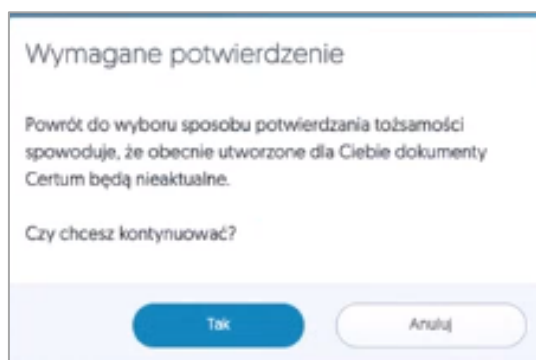 Wymagane potwierdzenie
Powrót do wyboru sposobu potwierdzania tożsamości
spowoduje, że obecnie utworzone dla Ciebie dokumenty
Certum będą nieaktualne.
Czy chcesz kontynuować?
Tak
Anuluj